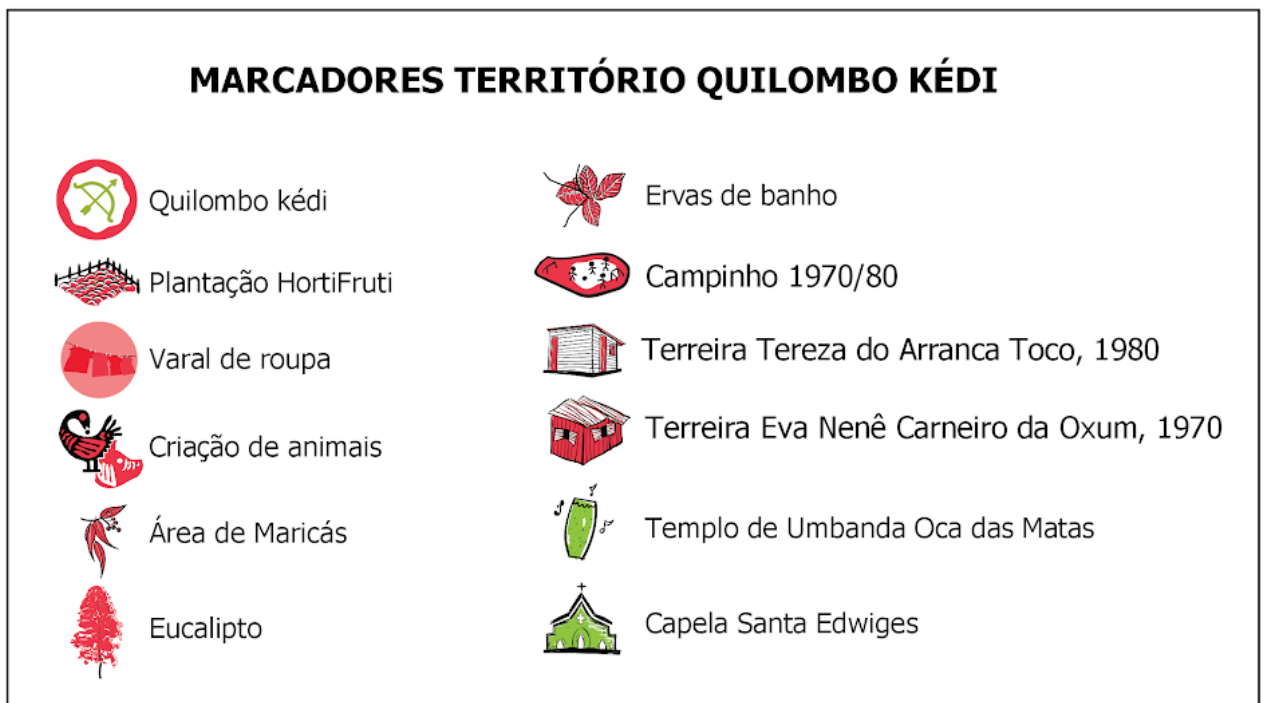 MARCADORES TERRITÓRIO QUILOMBO KÉDI
Quilombo kédi
Plantação HortiFruti
Varal de roupa
Criação de animais
Área de Maricás
Eucalipto
Ervas de banho
Campinho 1970/80
Terreira Tereza do Arranca Toco, 1980
Terreira Eva Nenê Carneiro da Oxum, 1970
Templo de Umbanda Oca das Matas
Capela Santa Edwiges